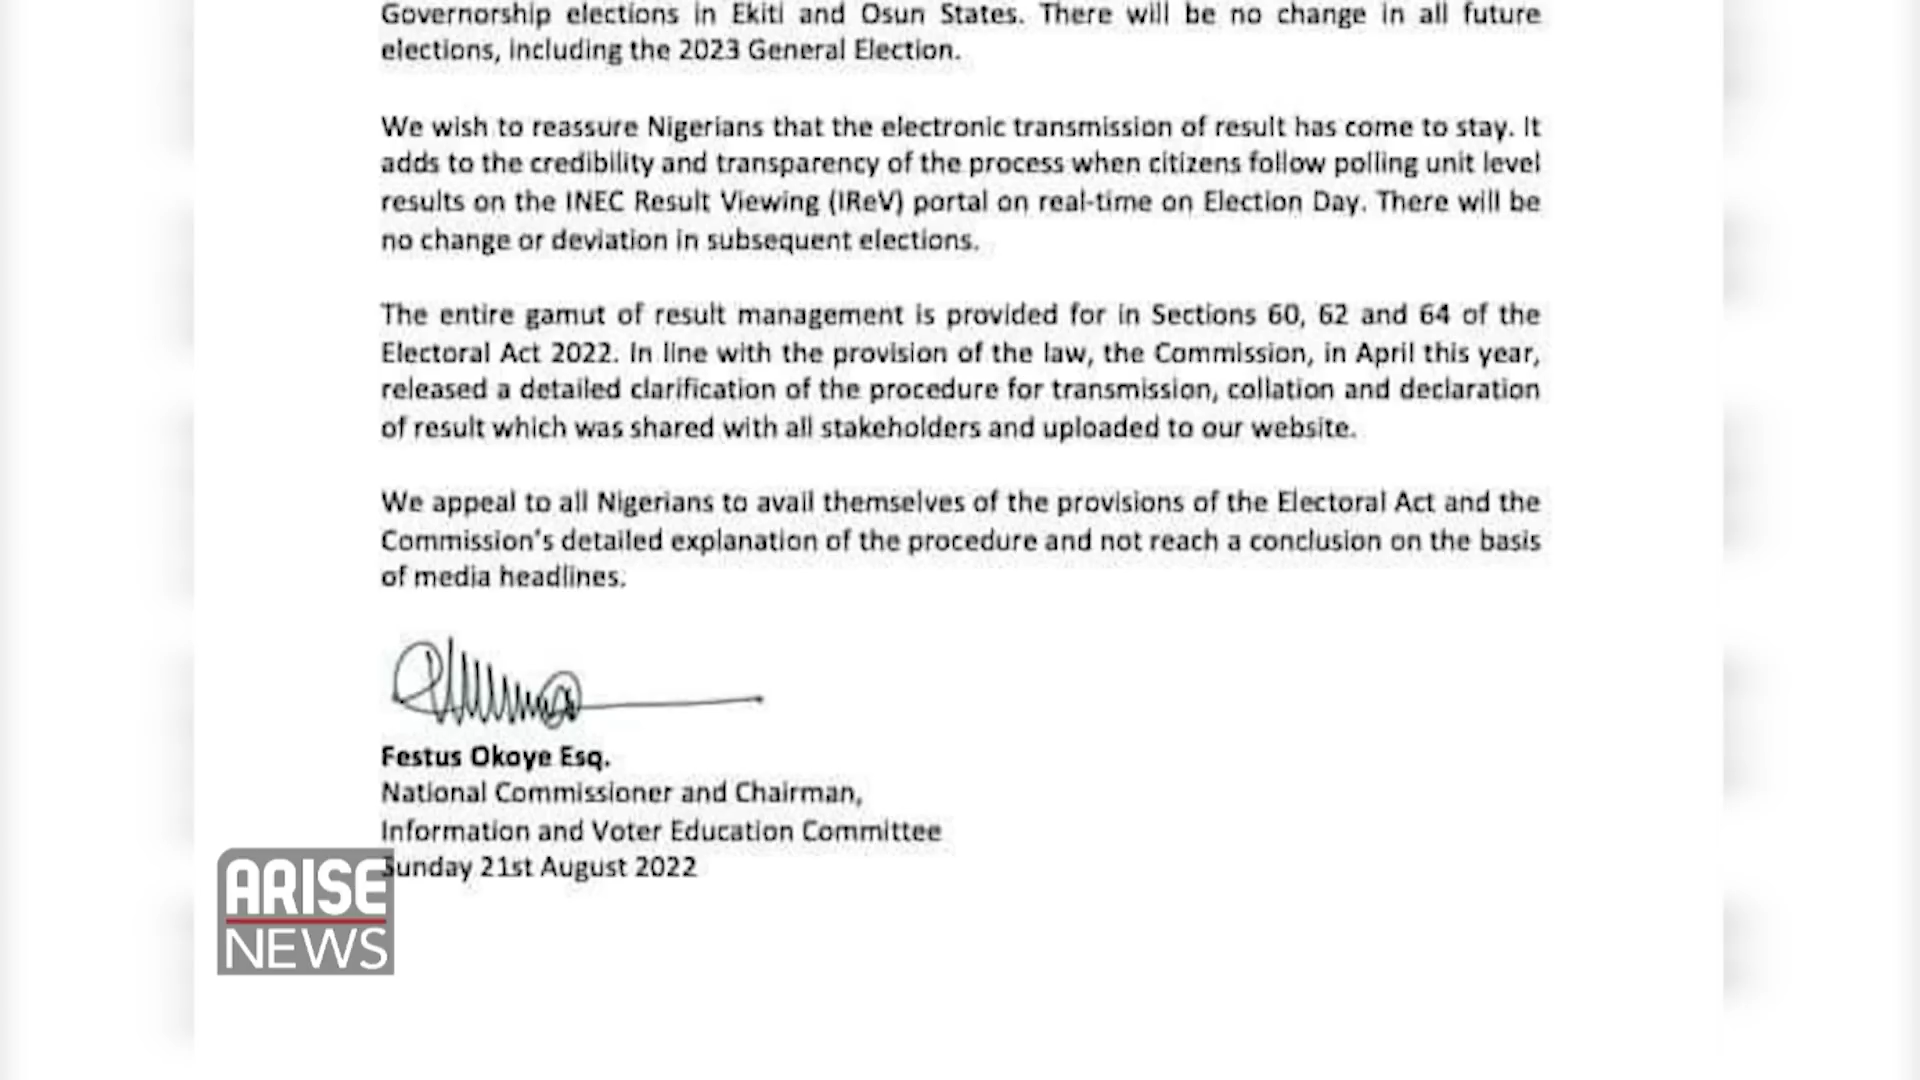 Governorship elections in Ekiti and Osun States. There will be no change in all future
elections, including the 2023 General Election.
We wish to reassure Nigerians that the electronic transmission of result has come to stay. It
adds to the credibility and transparency of the process when citizens follow polling unit level
results on the INEC Result Viewing (IReV) portal on real-time on Election Day. There will be
no change or deviation in subsequent elections.
The entire gamut of result management is provided for in Sections 60, 62 and 64 of the
Electoral Act 2022. In line with the provision of the law, the Commission, in April this year,
released a detailed clarification of the procedure for transmission, collation and declaration
of result which was shared with all stakeholders and uploaded to our website.
We appeal to all Nigerians to avail themselves of the provisions of the Electoral Act and the
Commission's detailed explanation of the procedure and not reach a conclusion on the basis
of media headlines.
Festus Okoye Esq.
National Commissioner and Chairman,
Information and Voter Education Committee
Sunday 21st August 2022
ARISE
NEWS